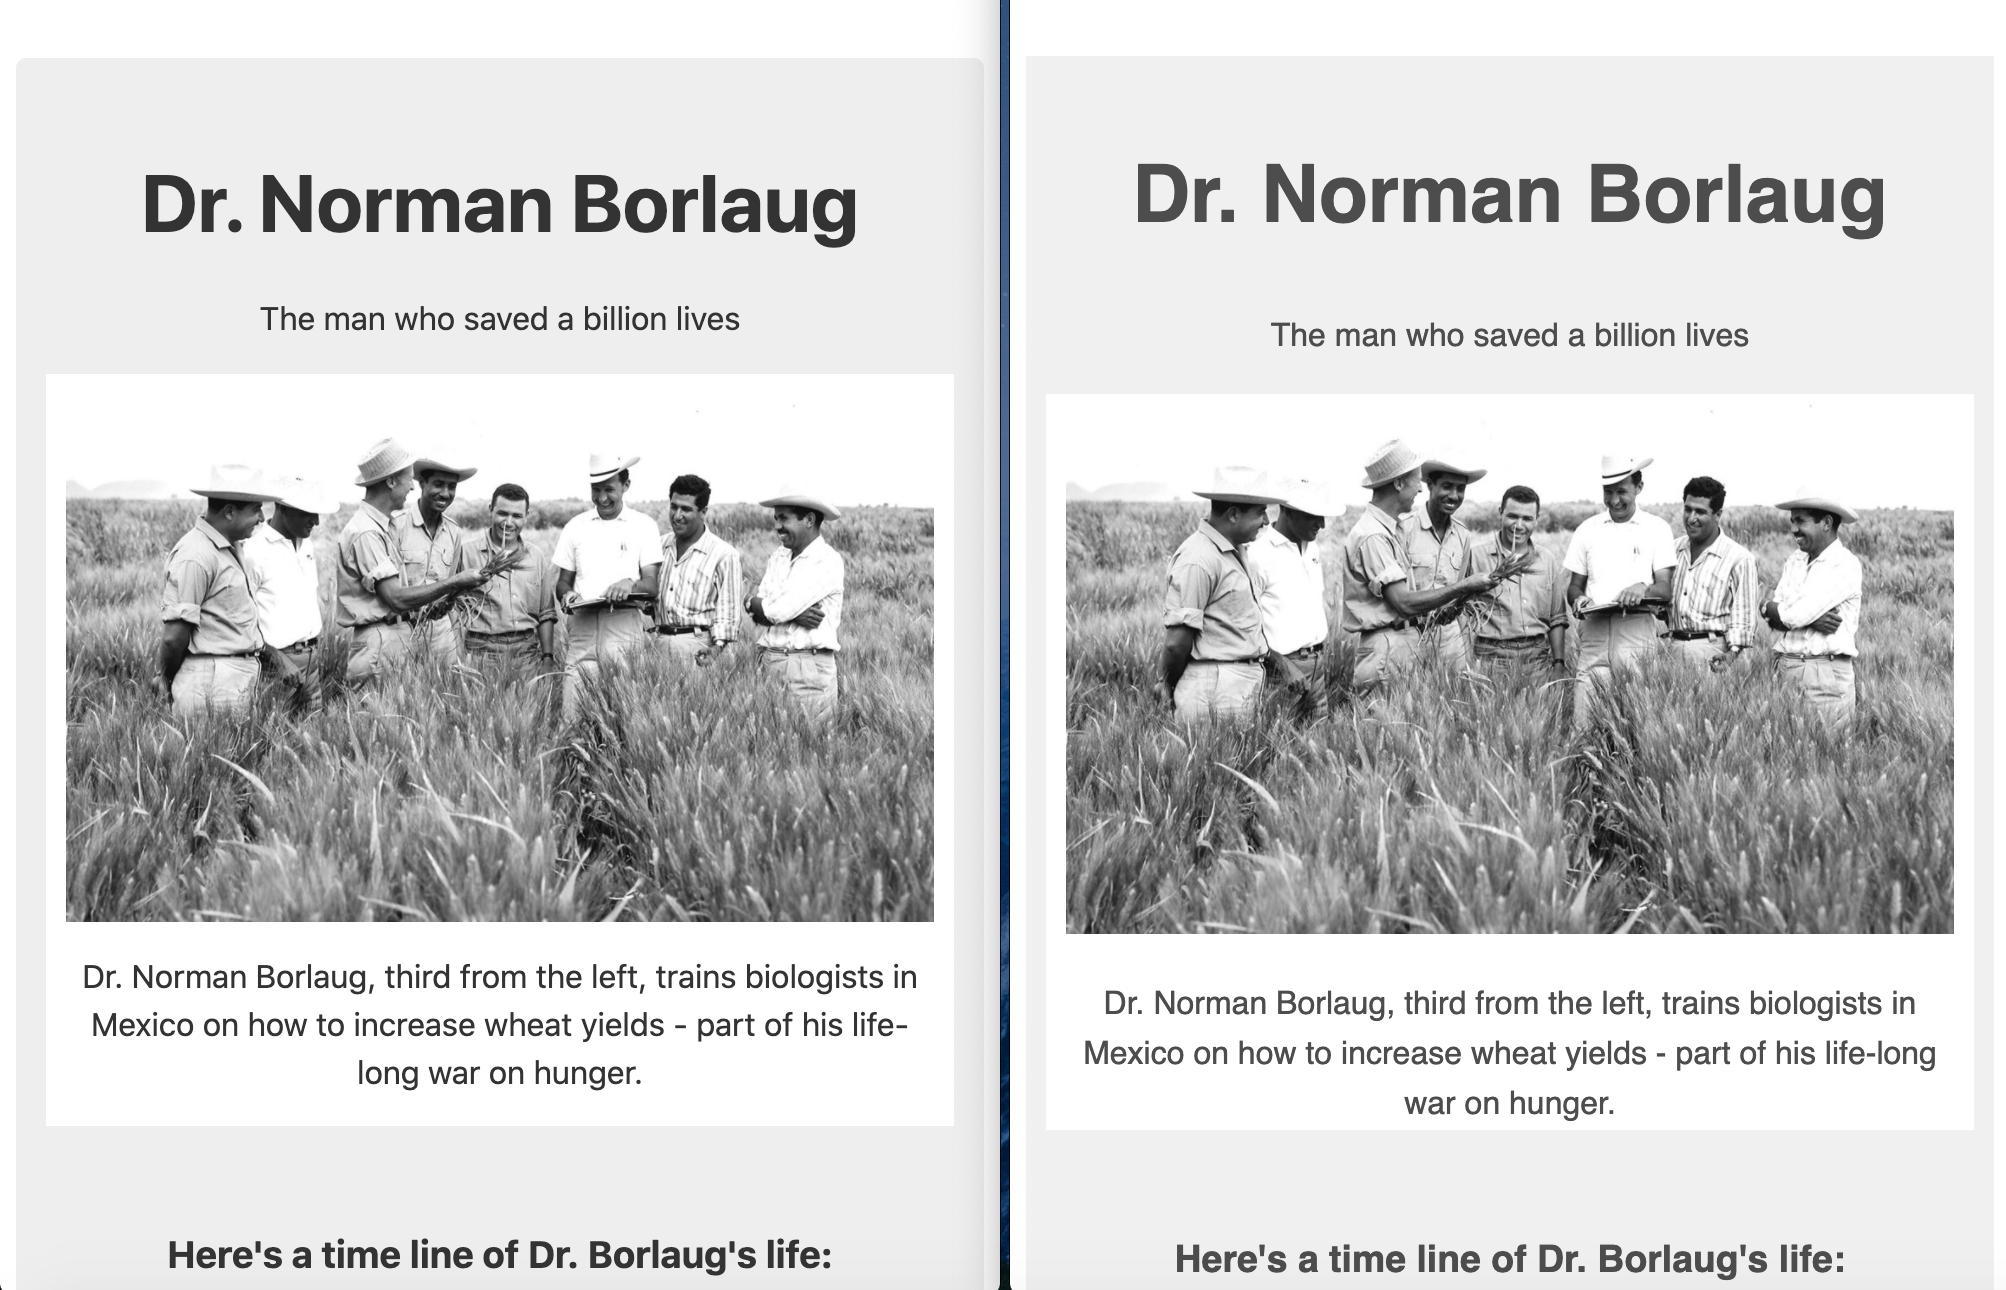 Dr. Norman Borlaug
The man who saved a billion lives
Dr. Norman Borlaug, third from the left, trains biologists in
Mexico on how to increase wheat yields - part of his life-
long war on hunger.
Here's a time line of Dr. Borlaug's life:
Dr. Norman Borlaug
The man who saved a billion lives
Dr. Norman Borlaug, third from the left, trains biologists in
Mexico on how to increase wheat yields - part of his life-long
war on hunger.
Here's a time line of Dr. Borlaug's life: